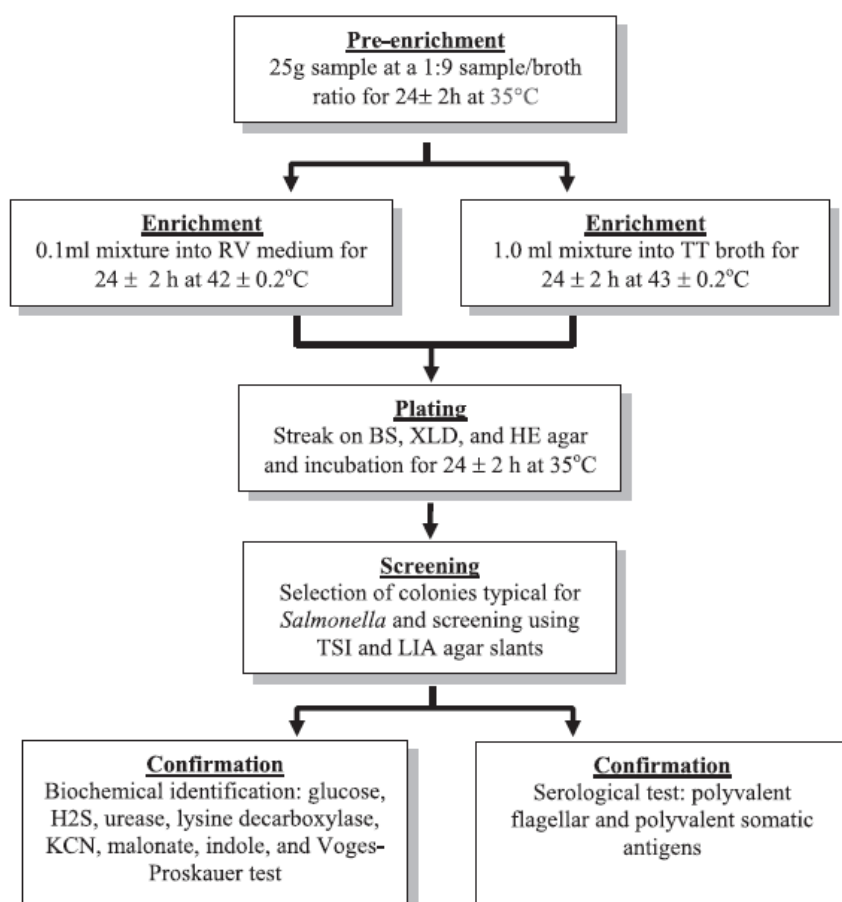 Pre-enrichment
25g sample at a 1:9 sample/broth
ratio for 24± 2h at 35°C
Enrichment
0.1ml mixture into RV medium for
24 ± 2 h at 42 ± 0.2°C
Enrichment
1.0 ml mixture into TT broth for
24 ± 2 h at 43 ± 0.2°C
Plating
Streak on BS, XLD, and HE agar
and incubation for 24 ± 2 h at 35°C
Screening
Selection of colonies typical for
Salmonella and screening using
TSI and LIA agar slants
Confirmation
Biochemical identification: glucose,
H2S, urease, lysine decarboxylase,
KCN, malonate, indole, and Voges-
Proskauer test
Confirmation
Serological test: polyvalent
flagellar and polyvalent somatic
antigens